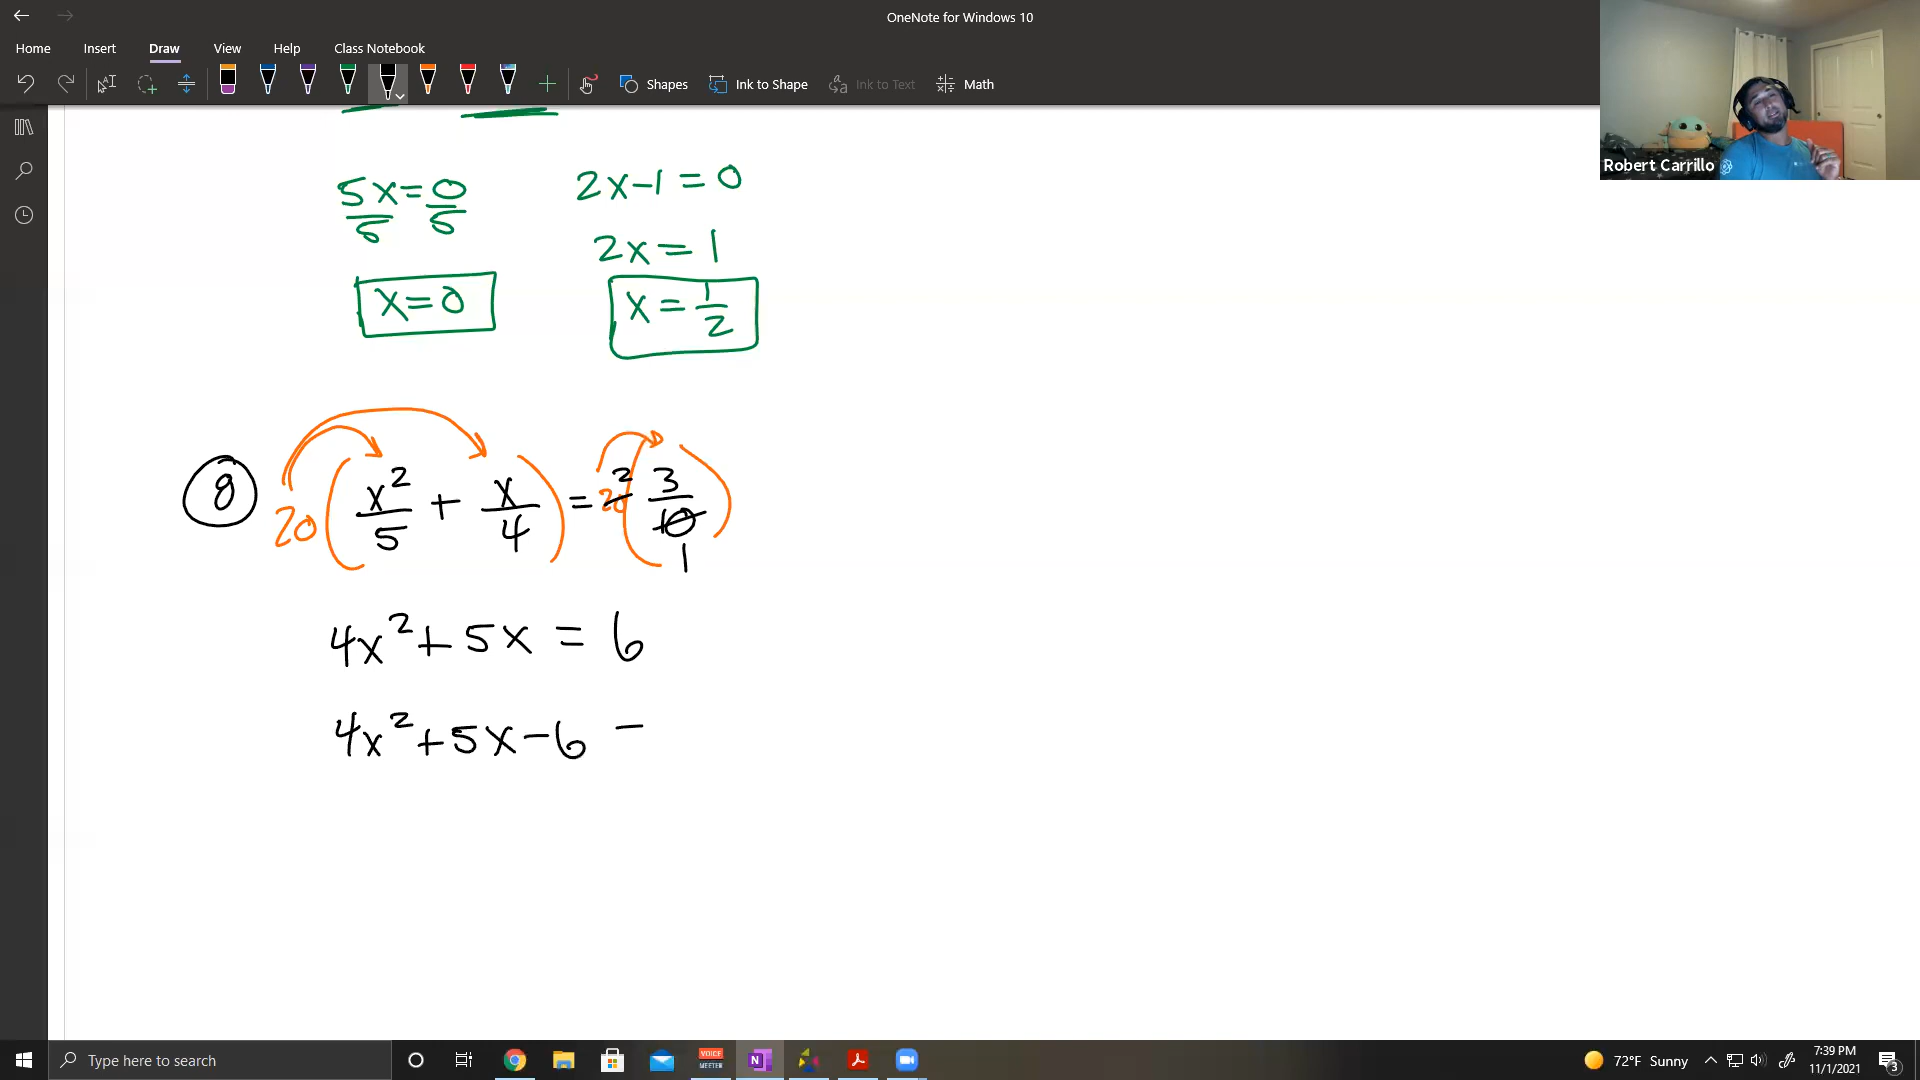 OneNote for Windows 10
Home Insert Draw View Help Class Notebook
Shapes Ink to Shape Ink to Text Math
Robert Carrillo
5x=0 2x-1=0
5 5
2x=1
x=0 x=1/2
8 20(x²/5 + x/4) = 20 2 (3/10) 1
4x²+5x=6
4x²+5x-6 –
Type here to search
VOICE
MEETER
72°F Sunny
7:39 PM
11/1/2021
3